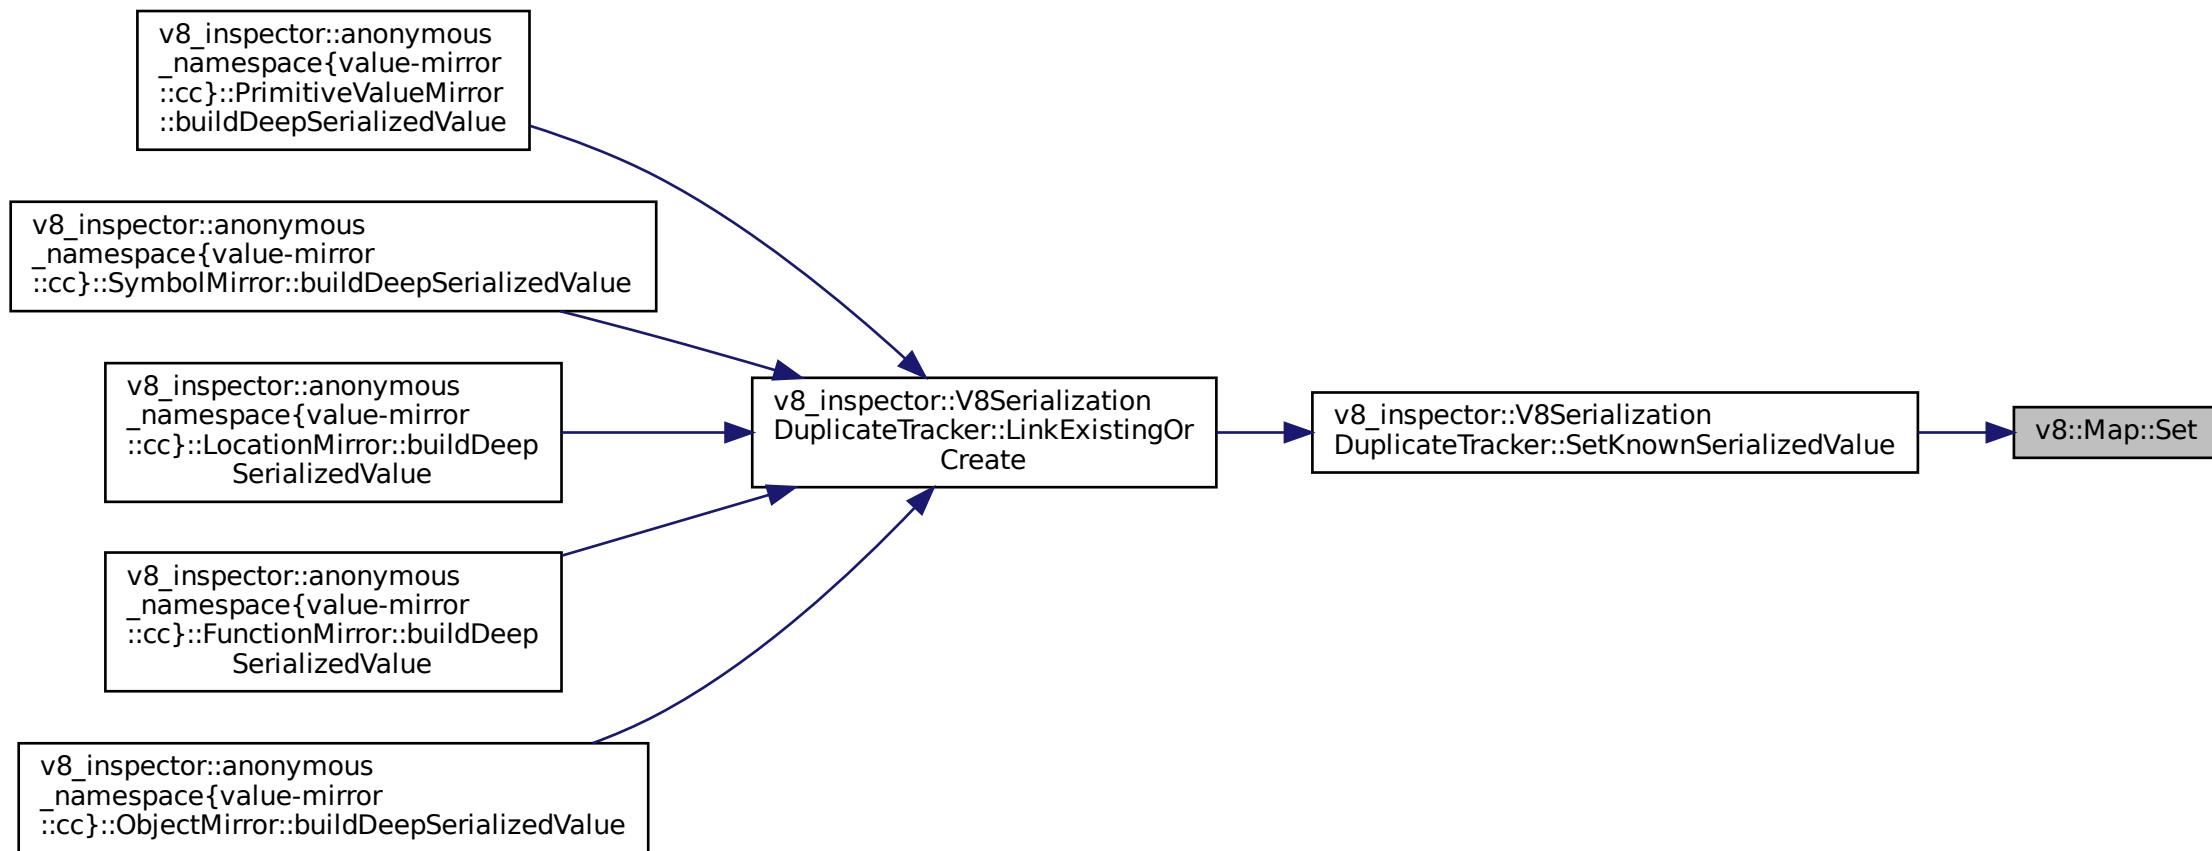 v8_inspector::anonymous
_namespace{value-mirror
::cc}::PrimitiveValueMirror
::buildDeepSerializedValue
v8_inspector::anonymous
_namespace{value-mirror
::cc}::SymbolMirror::buildDeepSerializedValue
v8_inspector::anonymous
_namespace{value-mirror
::cc}::LocationMirror::buildDeep
SerializedValue
v8_inspector::anonymous
_namespace{value-mirror
::cc}::FunctionMirror::buildDeep
SerializedValue
v8_inspector::anonymous
_namespace{value-mirror
::cc}::ObjectMirror::buildDeepSerializedValue
v8_inspector::V8Serialization
DuplicateTracker::LinkExistingOr
Create
v8_inspector::V8Serialization
DuplicateTracker::SetKnownSerializedValue
v8::Map::Set